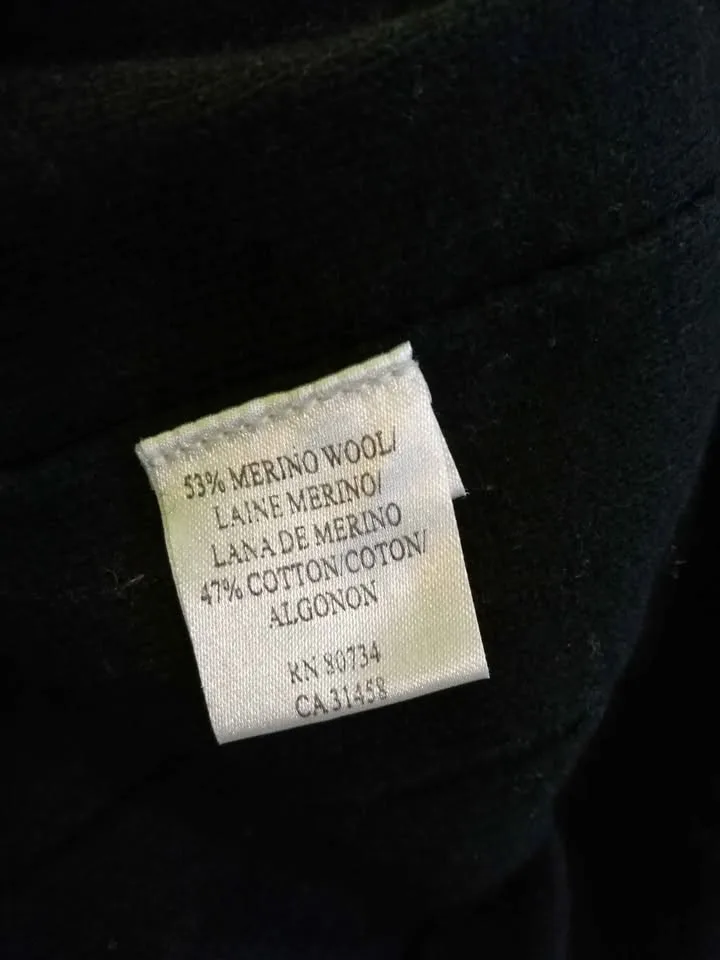 53% MERINO WOOL/
LAINE MERINO/
LANA DE MERINO
47% COTTON/COTON/
ALGONON
RN 80734
CA 31458